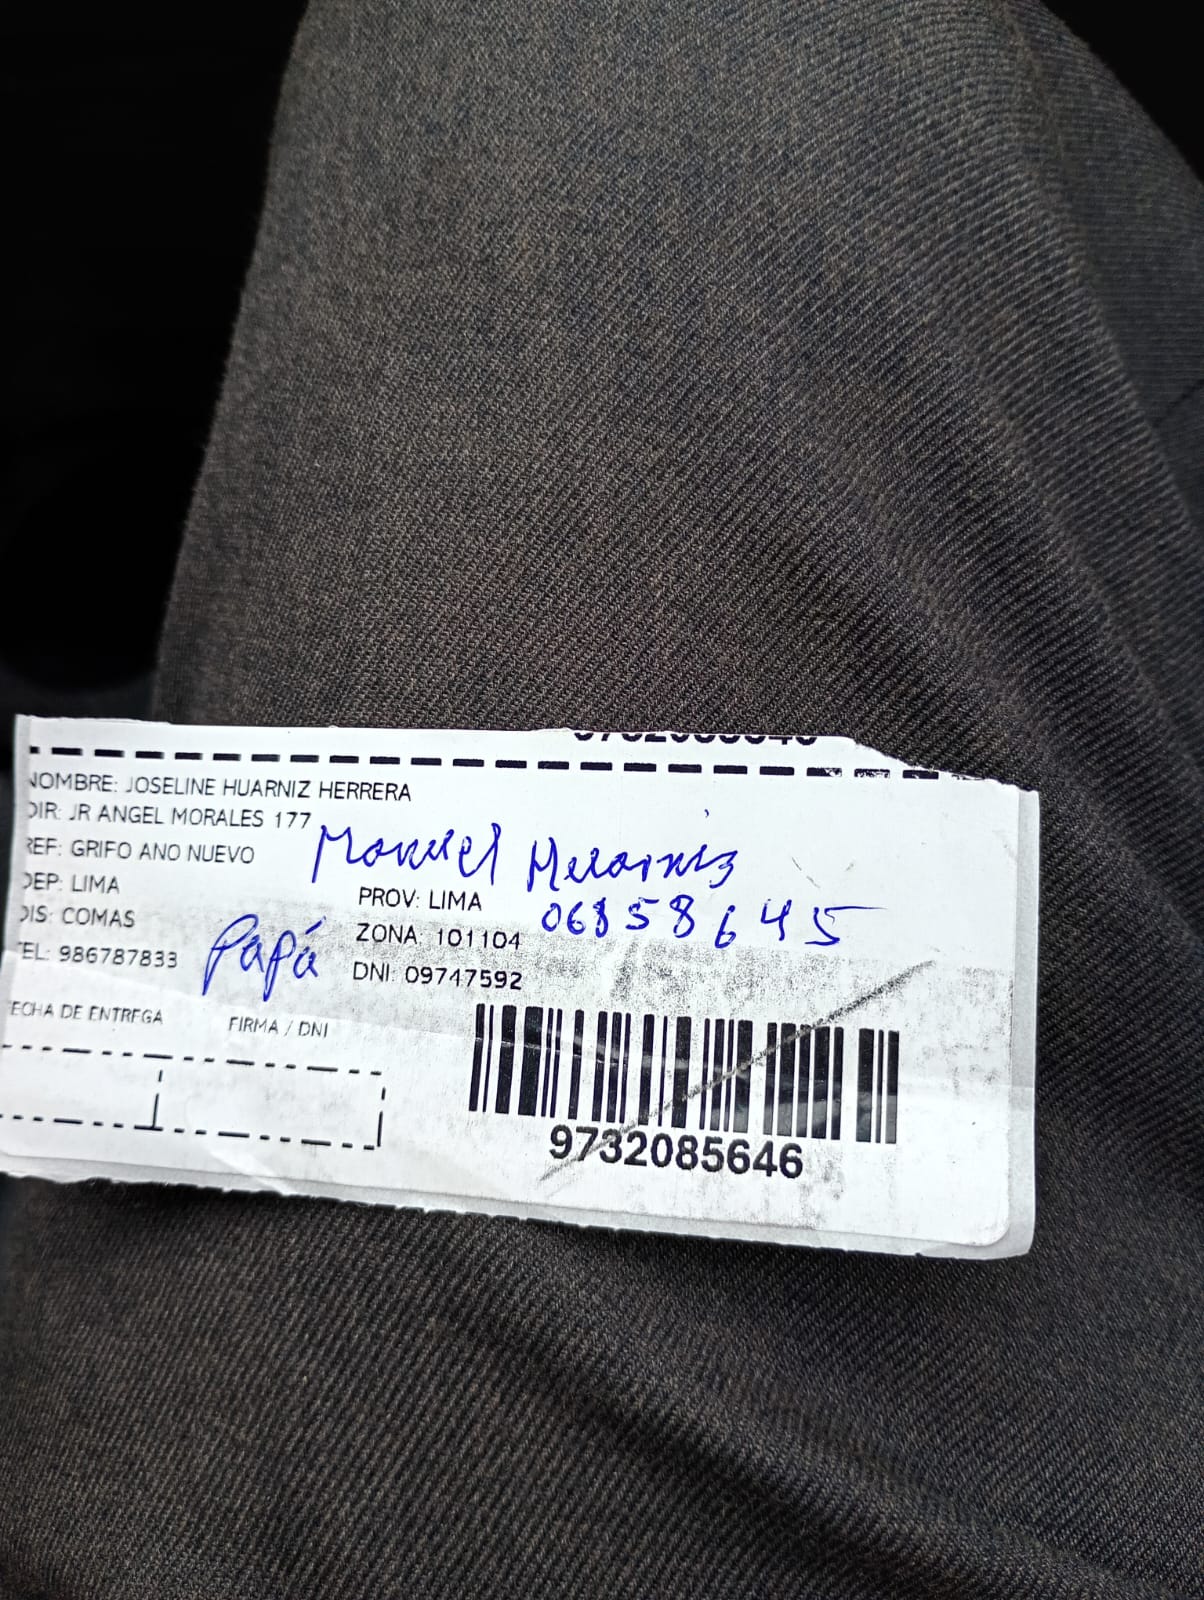 NOMBRE: JOSELINE HUARNIZ HERRERA
DIR: JR ANGEL MORALES 177
REF: GRIFO ANO NUEVO
Manuel Huarniz
DEP: LIMA
PROV: LIMA
06858645
DIS: COMAS
ZONA: 101104
TEL: 986787833
Papá
DNI: 09747592
FECHA DE ENTREGA
FIRMA / DNI
9732085646